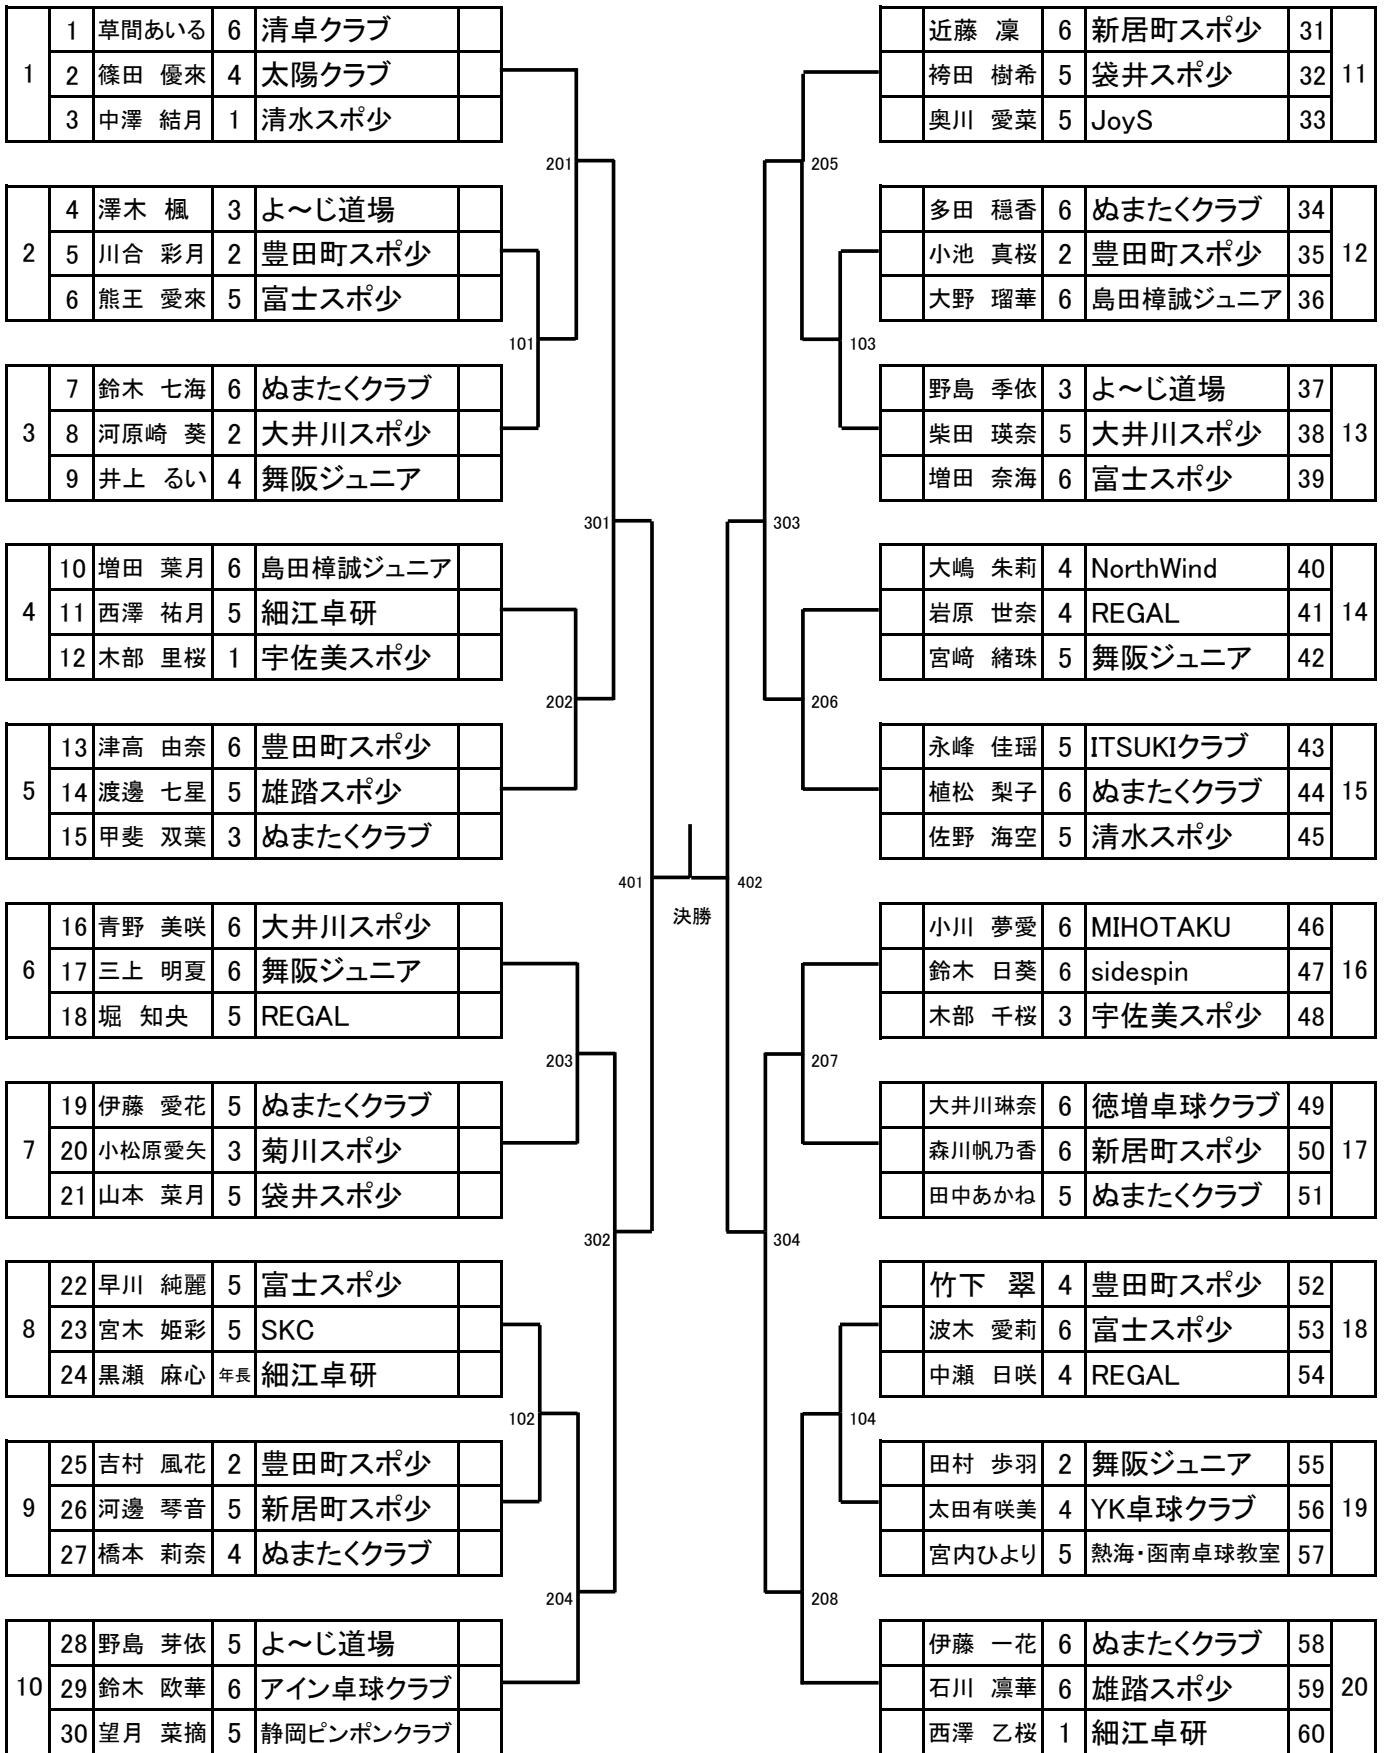 1
1 草間あいる 6 清卓クラブ
2 篠田 優來 4 太陽クラブ
3 中澤 結月 1 清水スポ少
2
4 澤木 楓 3 よ～じ道場
5 川合 彩月 2 豊田町スポ少
6 熊王 愛來 5 富士スポ少
3
7 鈴木 七海 6 ぬまたくクラブ
8 河原崎 葵 2 大井川スポ少
9 井上 るい 4 舞阪ジュニア
4
10 増田 葉月 6 島田樟誠ジュニア
11 西澤 祐月 5 細江卓研
12 木部 里桜 1 宇佐美スポ少
5
13 津高 由奈 6 豊田町スポ少
14 渡邊 七星 5 雄踏スポ少
15 甲斐 双葉 3 ぬまたくクラブ
6
16 青野 美咲 6 大井川スポ少
17 三上 明夏 6 舞阪ジュニア
18 堀 知央 5 REGAL
7
19 伊藤 愛花 5 ぬまたくクラブ
20 小松原愛矢 3 菊川スポ少
21 山本 菜月 5 袋井スポ少
8
22 早川 純麗 5 富士スポ少
23 宮木 姫彩 5 SKC
24 黒瀬 麻心 年長 細江卓研
9
25 吉村 風花 2 豊田町スポ少
26 河邊 琴音 5 新居町スポ少
27 橋本 莉奈 4 ぬまたくクラブ
10
28 野島 芽依 5 よ～じ道場
29 鈴木 欧華 6 アイン卓球クラブ
30 望月 菜摘 5 静岡ピンポンクラブ
201
101
301
202
401
203
302
102
204
決勝
402
205
103
303
206
207
304
104
208
近藤 凜 6 新居町スポ少 31
袴田 樹希 5 袋井スポ少 32
奥川 愛菜 5 JoyS 33
11
多田 穏香 6 ぬまたくクラブ 34
小池 真桜 2 豊田町スポ少 35
大野 瑠華 6 島田樟誠ジュニア 36
12
野島 季依 3 よ～じ道場 37
柴田 瑛奈 5 大井川スポ少 38
増田 奈海 6 富士スポ少 39
13
大嶋 朱莉 4 NorthWind 40
岩原 世奈 4 REGAL 41
宮﨑 緒珠 5 舞阪ジュニア 42
14
永峰 佳瑶 5 ITSUKIクラブ 43
植松 梨子 6 ぬまたくクラブ 44
佐野 海空 5 清水スポ少 45
15
小川 夢愛 6 MIHOTAKU 46
鈴木 日葵 6 sidespin 47
木部 千桜 3 宇佐美スポ少 48
16
大井川琳奈 6 徳増卓球クラブ 49
森川帆乃香 6 新居町スポ少 50
田中あかね 5 ぬまたくクラブ 51
17
竹下 翠 4 豊田町スポ少 52
波木 愛莉 6 富士スポ少 53
中瀬 日咲 4 REGAL 54
18
田村 歩羽 2 舞阪ジュニア 55
太田有咲美 4 YK卓球クラブ 56
宮内ひより 5 熱海・函南卓球教室 57
19
伊藤 一花 6 ぬまたくクラブ 58
石川 凛華 6 雄踏スポ少 59
西澤 乙桜 1 細江卓研 60
20